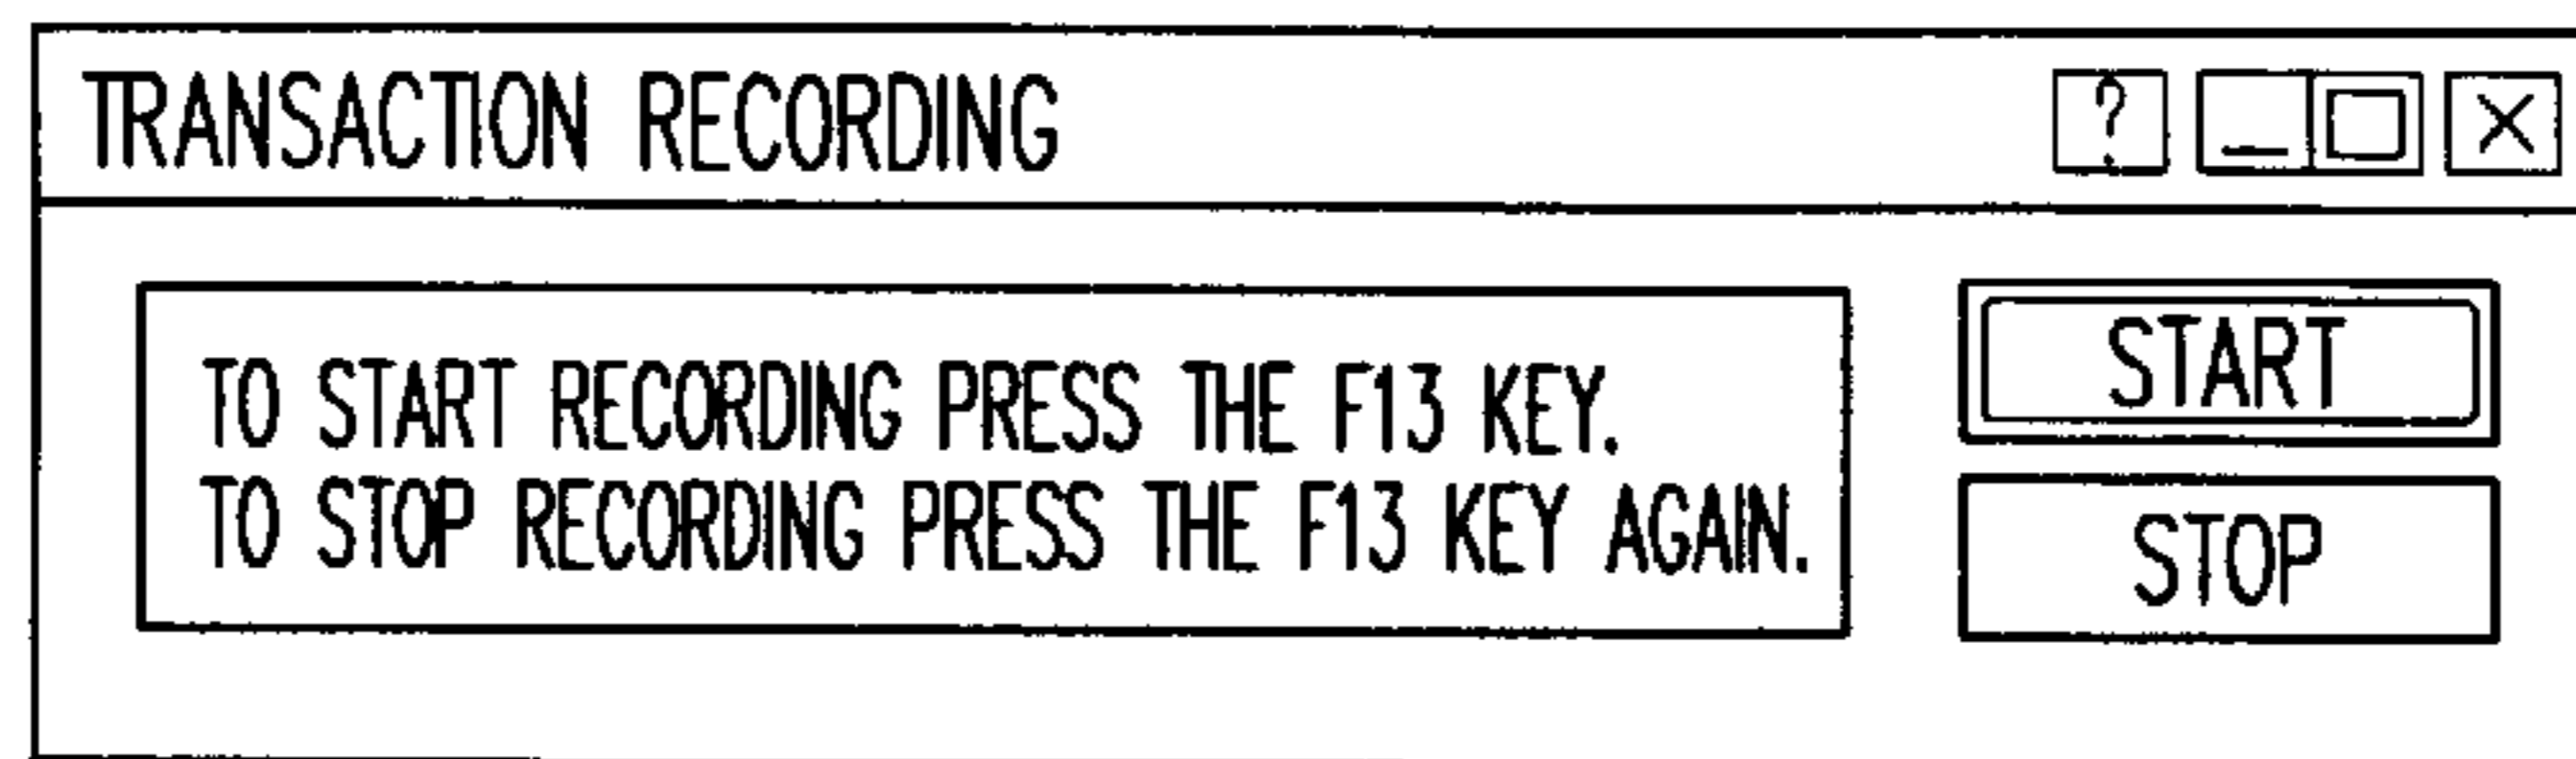 TRANSACTION RECORDING
?
TO START RECORDING PRESS THE F13 KEY.
TO STOP RECORDING PRESS THE F13 KEY AGAIN.
START
STOP